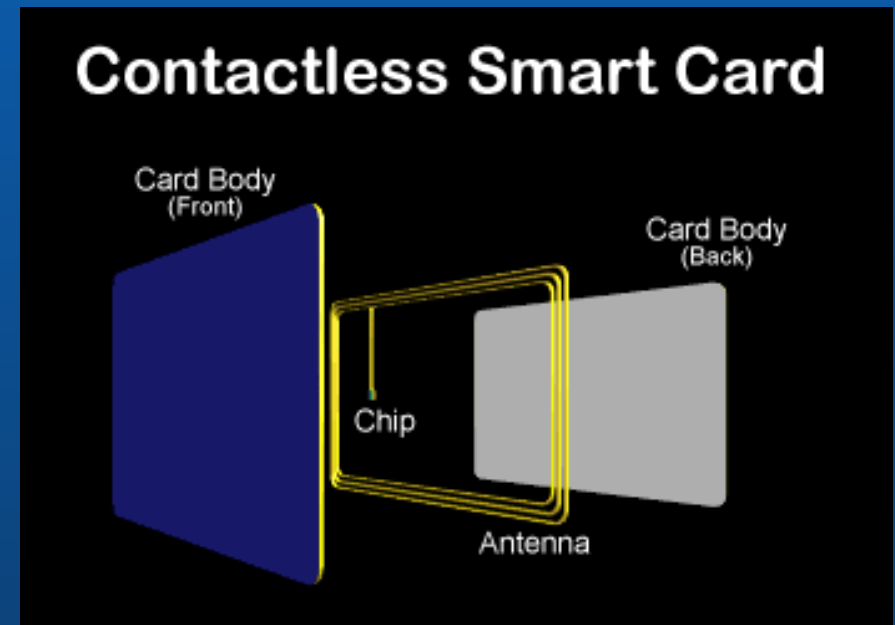 Contactless Smart Card
Card Body
(Front)
Card Body
(Back)
Chip
Antenna